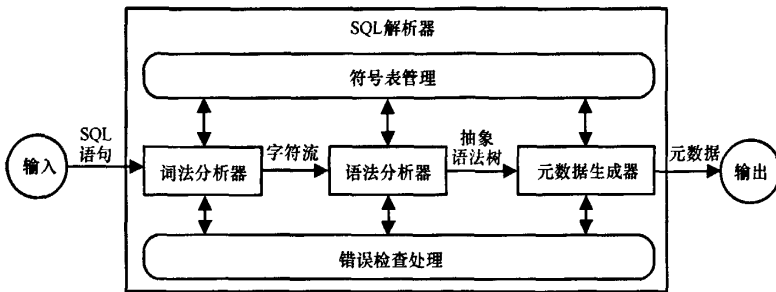 SQL解析器
符号表管理
SQL
语句
字符流
抽象
语法树
元数据
输入
词法分析器
语法分析器
元数据生成器
输出
错误检查处理